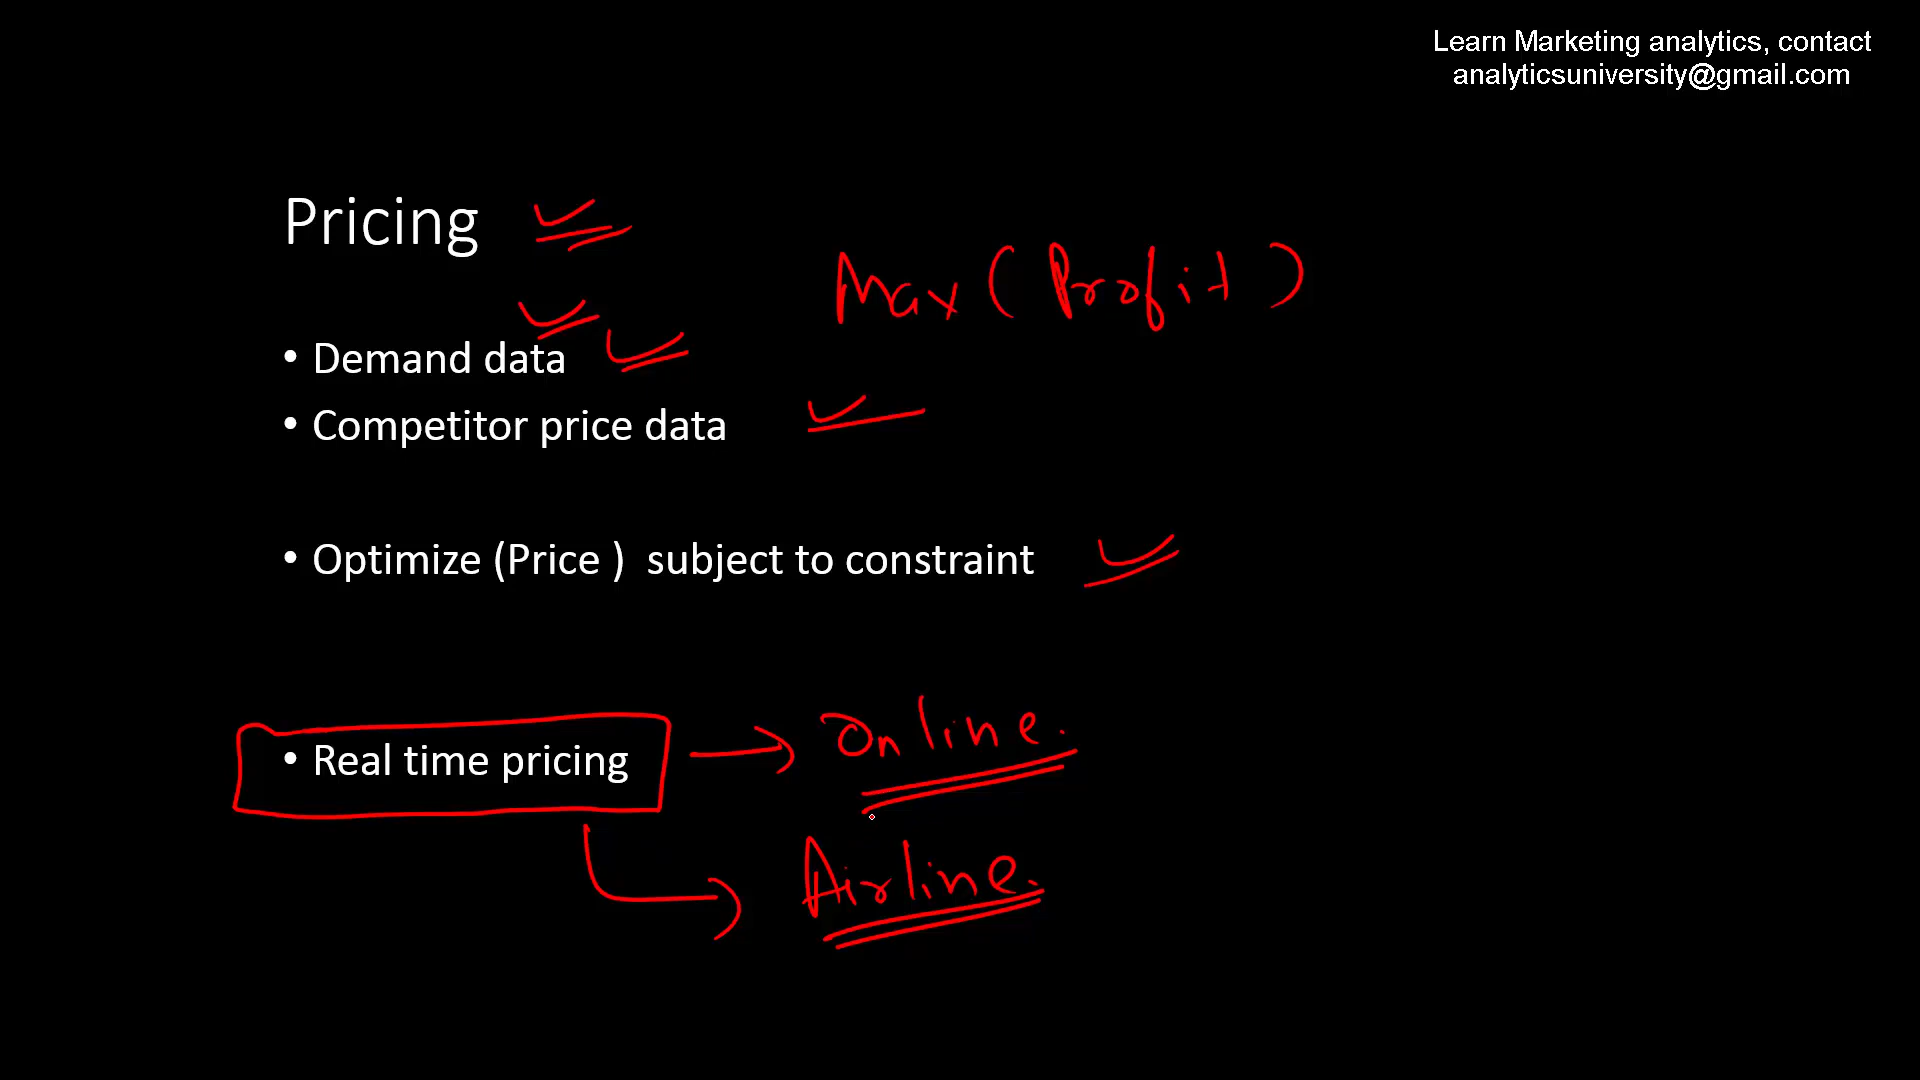 Learn Marketing analytics, contact
analyticsuniversity@gmail.com
Pricing
Max (Profit)
• Demand data
• Competitor price data
• Optimize (Price ) subject to constraint
• Real time pricing
Online.
Airline.